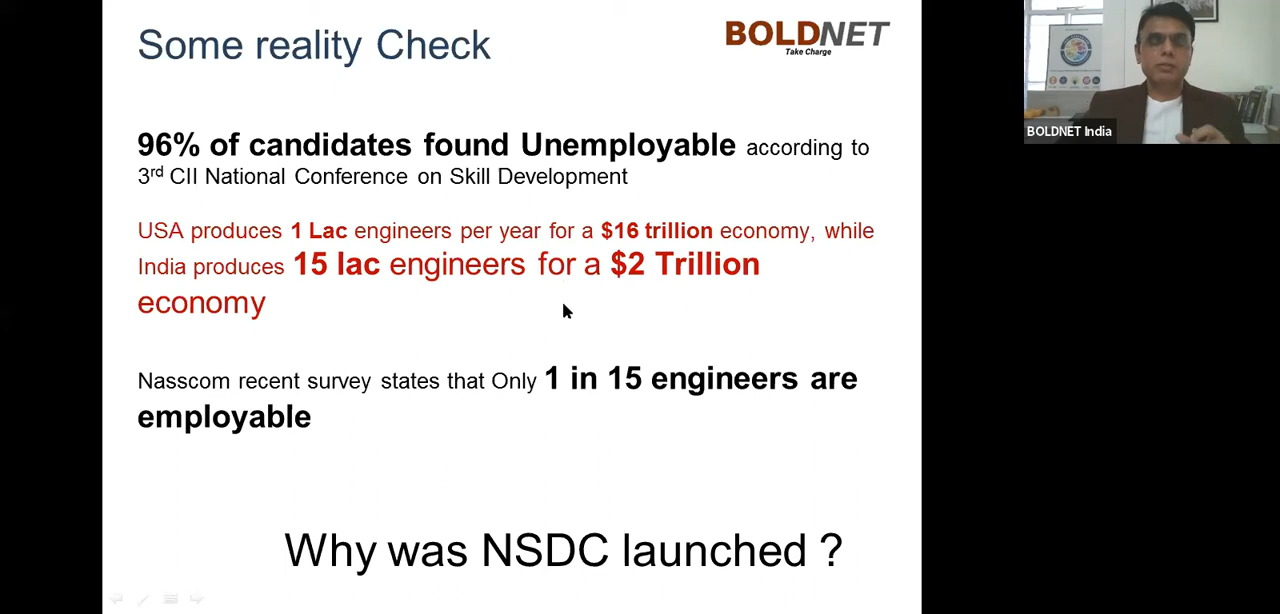 Some reality Check
BOLDNET
Take Charge
96% of candidates found Unemployable according to
3rd CII National Conference on Skill Development
USA produces 1 Lac engineers per year for a $16 trillion economy, while
India produces 15 lac engineers for a $2 Trillion
economy
Nasscom recent survey states that Only 1 in 15 engineers are
employable
Why was NSDC launched ?
BOLDNET India